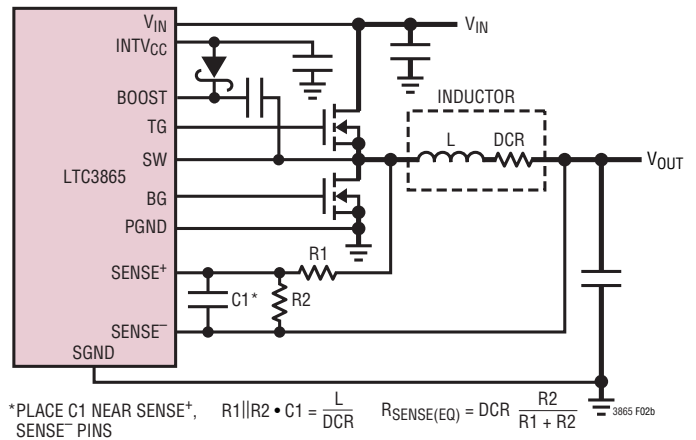 VIN
VIN
INTVCC
INDUCTOR
BOOST
TG
L
DCR
SW
VOUT
LTC3865
BG
PGND
SENSE+
R1
C1*
R2
SENSE–
SGND
*PLACE C1 NEAR SENSE+,
SENSE– PINS
R1||R2 • C1 = L/DCR
RSENSE(EQ) = DCR R2/R1 + R2
3865 F02b